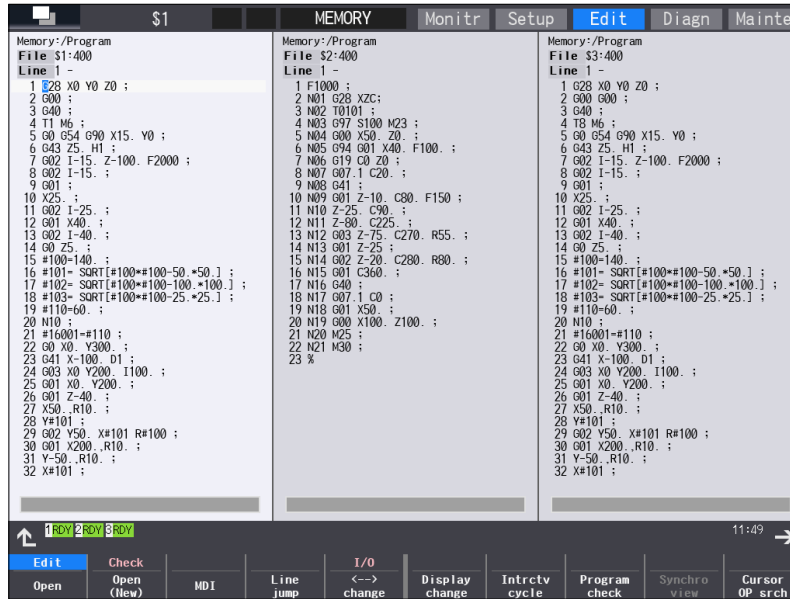 $1 MEMORY Monitr Setup Edit Diagn Mainte
Memory:/Program
File $1:400
Line 1 -
1 G28 X0 Y0 Z0 ;
2 G00 ;
3 G40 ;
4 T1 M6 ;
5 G0 G54 G90 X15. Y0 ;
6 G43 Z5. H1 ;
7 G02 I-15. Z-100. F2000 ;
8 G02 I-15. ;
9 G01 ;
10 X25. ;
11 G02 I-25. ;
12 G01 X40. ;
13 G02 I-40. ;
14 G0 Z5. ;
15 #100=140. ;
16 #101= SQRT[#100*#100-50.*50.] ;
17 #102= SQRT[#100*#100-100.*100.] ;
18 #103= SQRT[#100*#100-25.*25.] ;
19 #110=60. ;
20 N10 ;
21 #16001=#110 ;
22 G0 X0. Y300. ;
23 G41 X-100. D1 ;
24 G03 X0 Y200. I100. ;
25 G01 X0. Y200. ;
26 G01 Z-40. ;
27 X50.,R10. ;
28 Y#101 ;
29 G02 Y50. X#101 R#100 ;
30 G01 X200.,R10. ;
31 Y-50.,R10. ;
32 X#101 ;
Memory:/Program
File $2:400
Line 1 -
1 F1000 ;
2 N01 G28 XZC;
3 N02 T0101 ;
4 N03 G97 S100 M23 ;
5 N04 G00 X50. Z0. ;
6 N05 G94 G01 X40. F100. ;
7 N06 G19 C0 Z0 ;
8 N07 G07.1 C20. ;
9 N08 G41 ;
10 N09 G01 Z-10. C80. F150 ;
11 N10 Z-25. C90. ;
12 N11 Z-80. C225. ;
13 N12 G03 Z-75. C270. R55. ;
14 N13 G01 Z-25 ;
15 N14 G02 Z-20. C280. R80. ;
16 N15 G01 C360. ;
17 N16 G40 ;
18 N17 G07.1 C0 ;
19 N18 G01 X50. ;
20 N19 G00 X100. Z100. ;
21 N20 M25 ;
22 N21 M30 ;
23 %
Memory:/Program
File $3:400
Line 1 -
1 G28 X0 Y0 Z0 ;
2 G00 G00 ;
3 G40 ;
4 T8 M6 ;
5 G0 G54 G90 X15. Y0 ;
6 G43 Z5. H1 ;
7 G02 I-15. Z-100. F2000 ;
8 G02 I-15. ;
9 G01 ;
10 X25. ;
11 G02 I-25. ;
12 G01 X40. ;
13 G02 I-40. ;
14 G0 Z5. ;
15 #100=140. ;
16 #101= SQRT[#100*#100-50.*50.] ;
17 #102= SQRT[#100*#100-100.*100.] ;
18 #103= SQRT[#100*#100-25.*25.] ;
19 #110=60. ;
20 N10 ;
21 #16001=#110 ;
22 G0 X0. Y300. ;
23 G41 X-100. D1 ;
24 G03 X0 Y200. I100. ;
25 G01 X0. Y200. ;
26 G01 Z-40. ;
27 X50.,R10. ;
28 Y#101 ;
29 G02 Y50. X#101 R#100 ;
30 G01 X200.,R10. ;
31 Y-50.,R10. ;
32 X#101 ;
1 RDY 2 RDY 3 RDY 11:49
Edit Check I/O
Open Open (New) MDI Line jump <--> change Display change Intrctv cycle Program check Synchro view Cursor OP srch